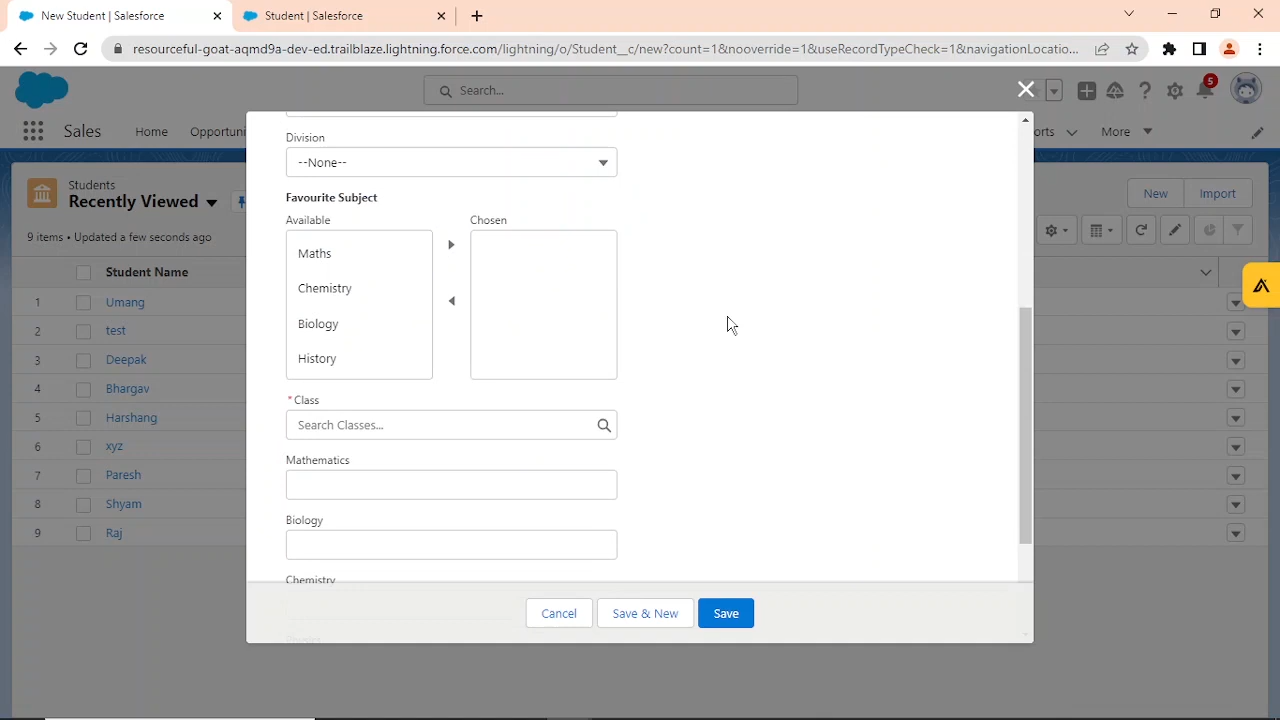 New Student | Salesforce
Student | Salesforce
resourceful-goat-aqmd9a-dev-ed.trailblaze.lightning.force.com/lightning/o/Student__c/new?count=1&nooverride=1&useRecordTypeCheck=1&navigationLocatio...
Search...
5
Sales
Home
Opportun
orts
More
Students
Recently Viewed
New
Import
9 items • Updated a few seconds ago
Student Name
1 Umang
2 test
3 Deepak
4 Bhargav
5 Harshang
6 xyz
7 Paresh
8 Shyam
9 Raj
Division
--None--
Favourite Subject
Available
Chosen
Maths
Chemistry
Biology
History
*Class
Search Classes...
Mathematics
Biology
Chemistry
Physics
Cancel
Save & New
Save